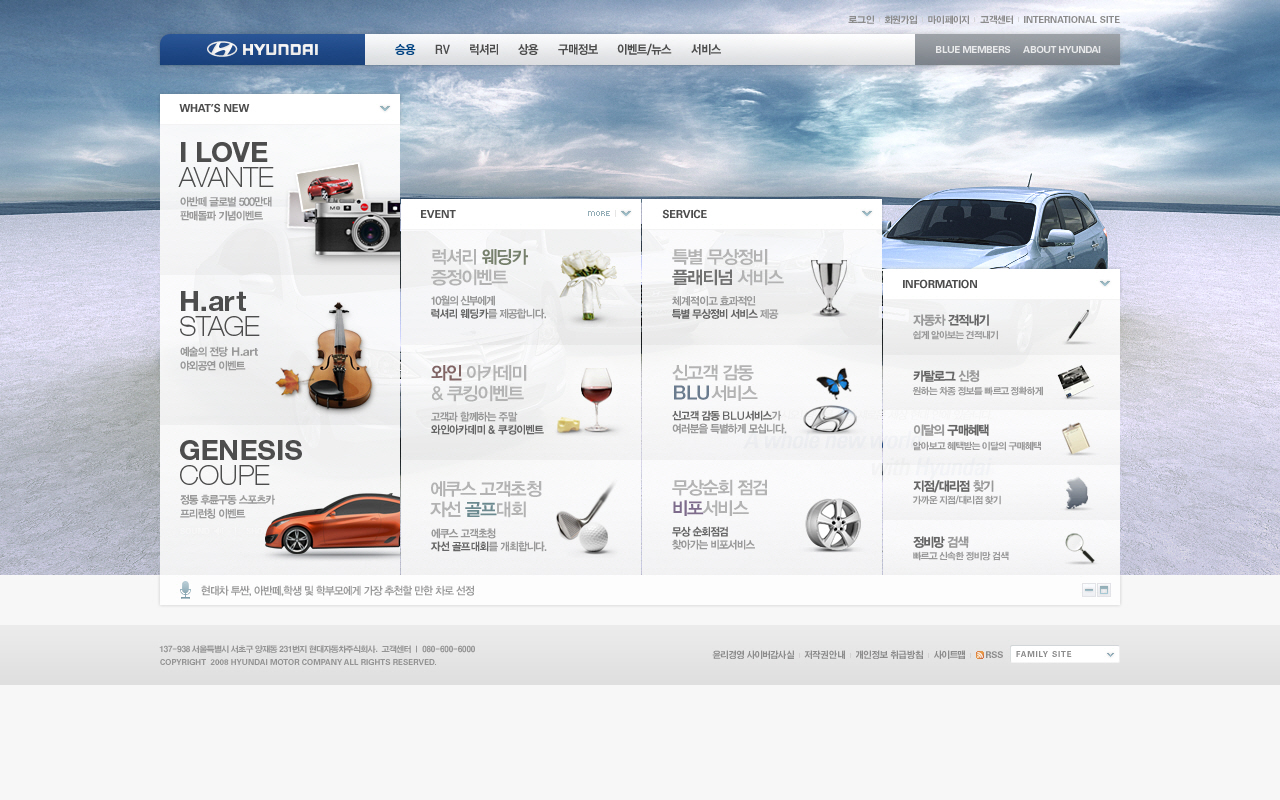 로그인 회원가입 마이페이지 고객센터 INTERNATIONAL SITE
HYUNDAI 승용 RV 럭셔리 상용 구매정보 이벤트/뉴스 서비스 BLUE MEMBERS ABOUT HYUNDAI
WHAT'S NEW
I LOVE
AVANTE
아반떼 글로벌 500만대
판매돌파 기념이벤트
H.art
STAGE
예술의 전당 H.art
야외공연 이벤트
GENESIS
COUPE
정통 후륜구동 스포츠카
프리런칭 이벤트
EVENT MORE
럭셔리 웨딩카
증정이벤트
10월의 신부에게
럭셔리 웨딩카를 제공합니다.
와인 아카데미
& 쿠킹이벤트
고객과 함께하는 주말
와인아카데미 & 쿠킹이벤트
에쿠스 고객초청
자선 골프대회
에쿠스 고객초청
자선 골프대회를 개최합니다.
SERVICE
특별 무상정비
플래티넘 서비스
체계적이고 효과적인
특별 무상정비 서비스 제공
신고객 감동
BLU서비스
신고객 감동 BLU서비스가
여러분을 특별하게 모십니다.
무상순회 점검
비포서비스
무상 순회점검
찾아가는 비포서비스
A whole new world
with Hyundai
INFORMATION
자동차 견적내기
쉽게 알아보는 견적내기
카탈로그 신청
원하는 차종 정보를 빠르고 정확하게
이달의 구매혜택
알아보고 혜택받는 이달의 구매혜택
지점/대리점 찾기
가까운 지점/대리점 찾기
정비망 검색
빠르고 신속한 정비망 검색
현대차 투싼, 아반떼,학생 및 학부모에게 가장 추천할 만한 차로 선정
137-938 서울특별시 서초구 양재동 231번지 현대자동차주식회사. 고객센터 | 080-600-6000
COPYRIGHT 2008 HYUNDAI MOTOR COMPANY ALL RIGHTS RESERVED.
윤리경영 사이버감사실 저작권안내 개인정보 취급방침 사이트맵 RSS FAMILY SITE